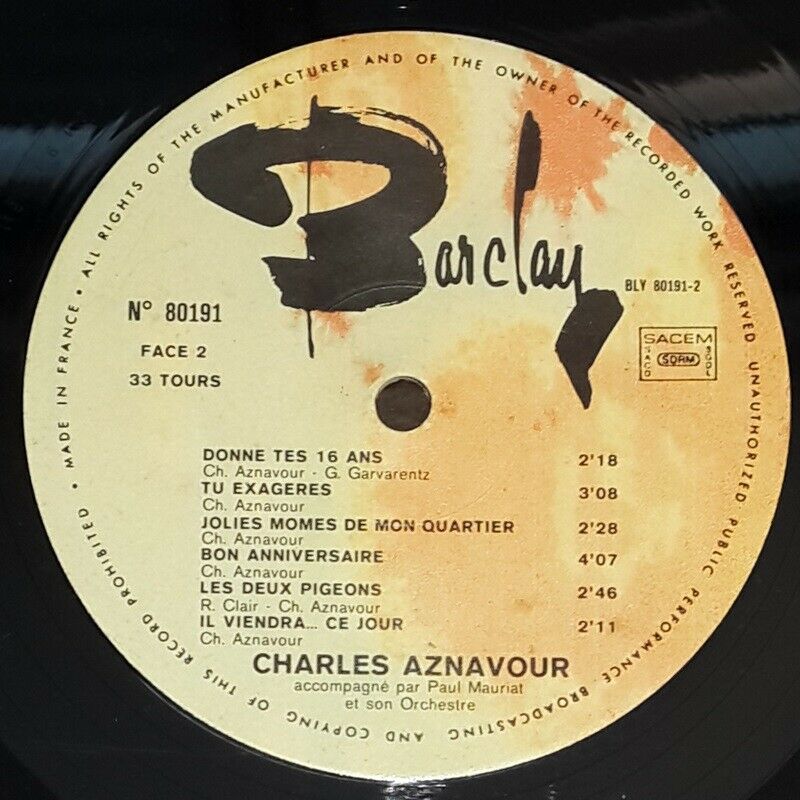 • MADE IN FRANCE • ALL RIGHTS OF THE MANUFACTURER AND OF THE OWNER OF THE RECORDED WORK RESERVED UNAUTHORIZED PUBLIC PERFORMANCE BROADCASTING AND COPYING OF THIS RECORD PROHIBITED
Barclay
BLY 80191-2
N° 80191
FACE 2
33 TOURS
SACEM
SACD SDRM SGDL
DONNE TES 16 ANS 2'18
Ch. Aznavour - G. Garvarentz
TU EXAGERES 3'08
Ch. Aznavour
JOLIES MOMES DE MON QUARTIER 2'28
Ch. Aznavour
BON ANNIVERSAIRE 4'07
Ch. Aznavour
LES DEUX PIGEONS 2'46
R. Clair - Ch. Aznavour
IL VIENDRA... CE JOUR 2'11
Ch. Aznavour
CHARLES AZNAVOUR
accompagné par Paul Mauriat
et son Orchestre